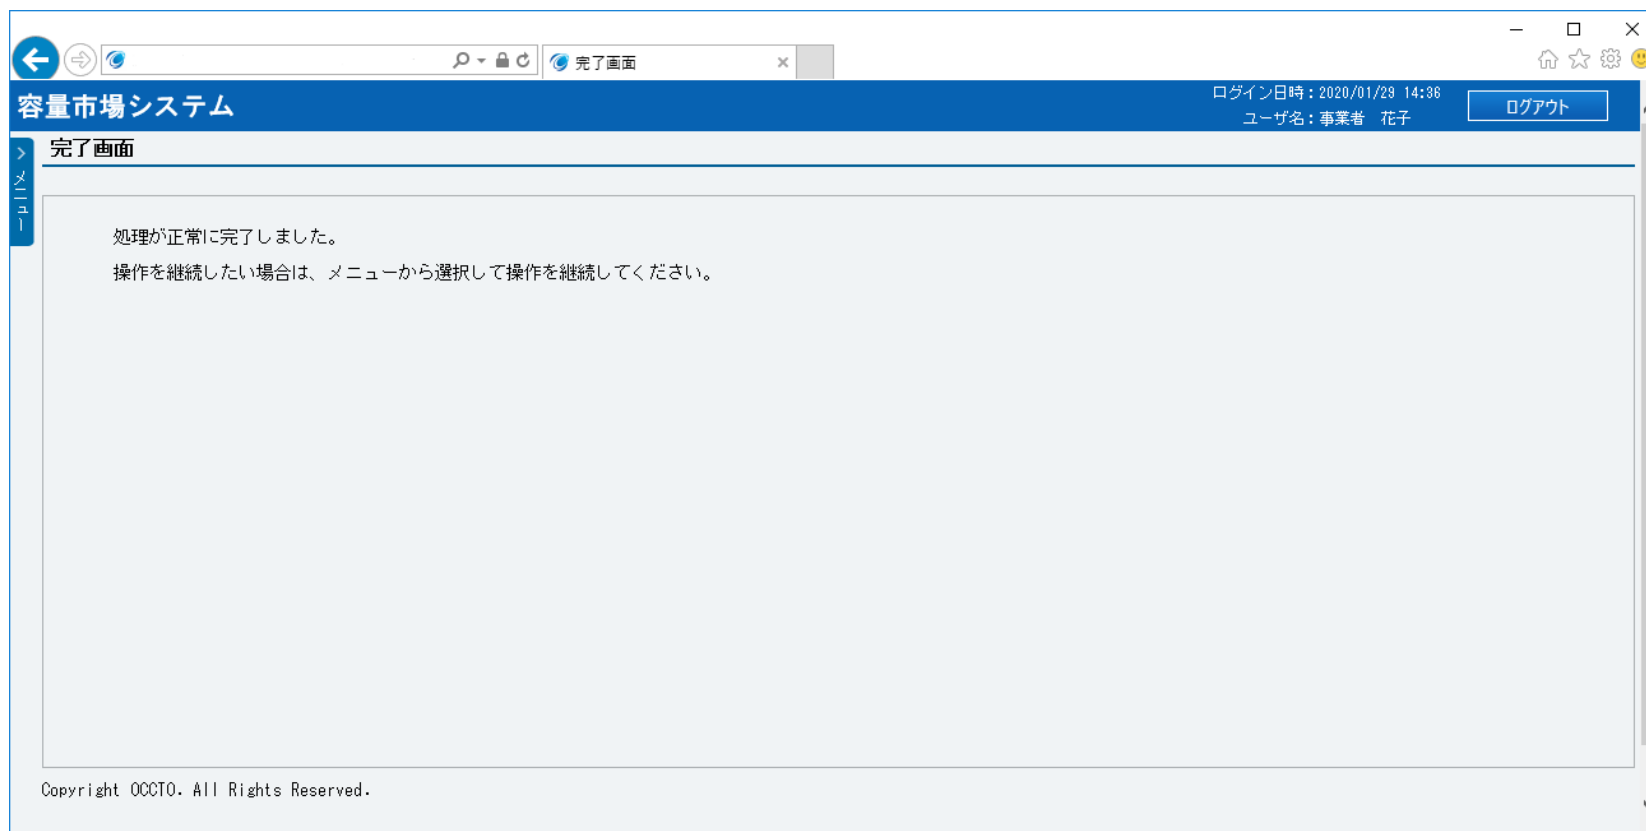 完了画面
容量市場システム
ログイン日時：2020/01/29 14:36
ユーザ名：事業者　花子
ログアウト
メニュー
完了画面
処理が正常に完了しました。
操作を継続したい場合は、メニューから選択して操作を継続してください。
Copyright OCCTO. All Rights Reserved.